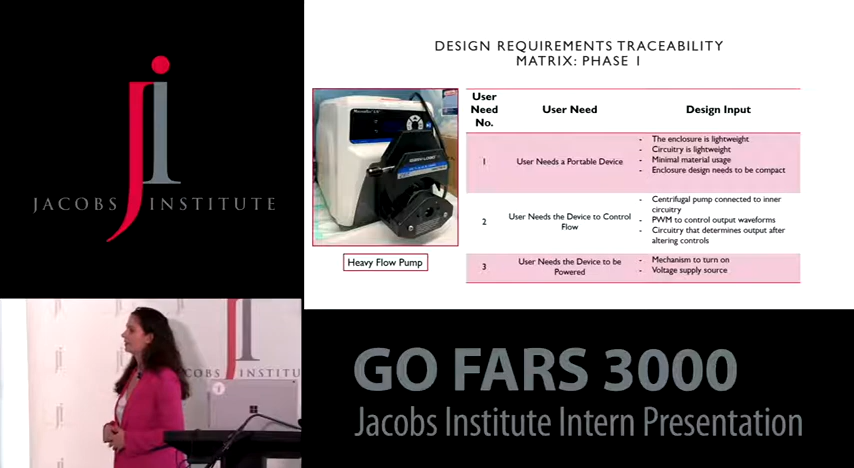 JACOBS INSTITUTE
DESIGN REQUIREMENTS TRACEABILITY
MATRIX: PHASE 1
User
Need
No.
User Need
Design Input
1
User Needs a Portable Device
- The enclosure is lightweight
- Circuitry is lightweight
- Minimal material usage
- Enclosure design needs to be compact
2
User Needs the Device to Control
Flow
- Centrifugal pump connected to inner
circuitry
- PWM to control output waveforms
- Circuitry that determines output after
altering controls
3
User Needs the Device to be
Powered
- Mechanism to turn on
- Voltage supply source
Heavy Flow Pump
COBS INSTITU
GO FARS 3000
Jacobs Institute Intern Presentation